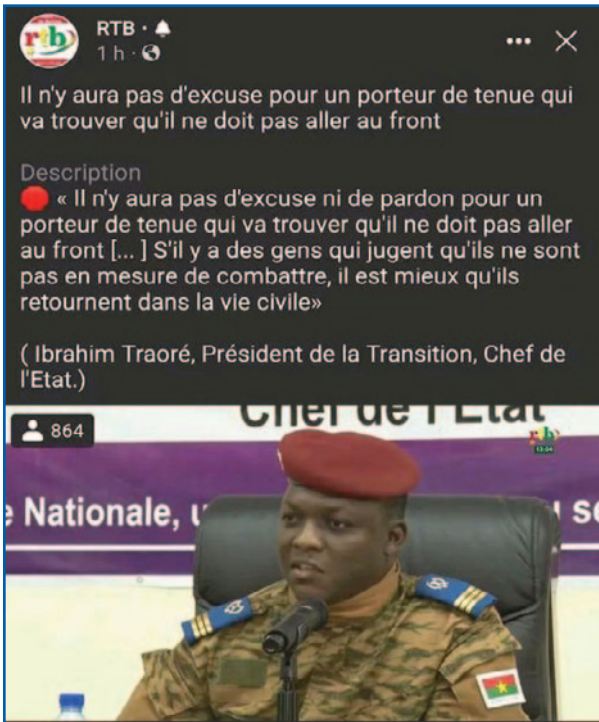 rtb
RTB · 
1 h · 
Il n'y aura pas d'excuse pour un porteur de tenue qui
va trouver qu'il ne doit pas aller au front
Description
« Il n'y aura pas d'excuse ni de pardon pour un
porteur de tenue qui va trouver qu'il ne doit pas aller
au front [... ] S'il y a des gens qui jugent qu'ils ne sont
pas en mesure de combattre, il est mieux qu'ils
retournent dans la vie civile»
( Ibrahim Traoré, Président de la Transition, Chef de
l'Etat.)
864
Chef de l'Etat
rtb
Nationale, u